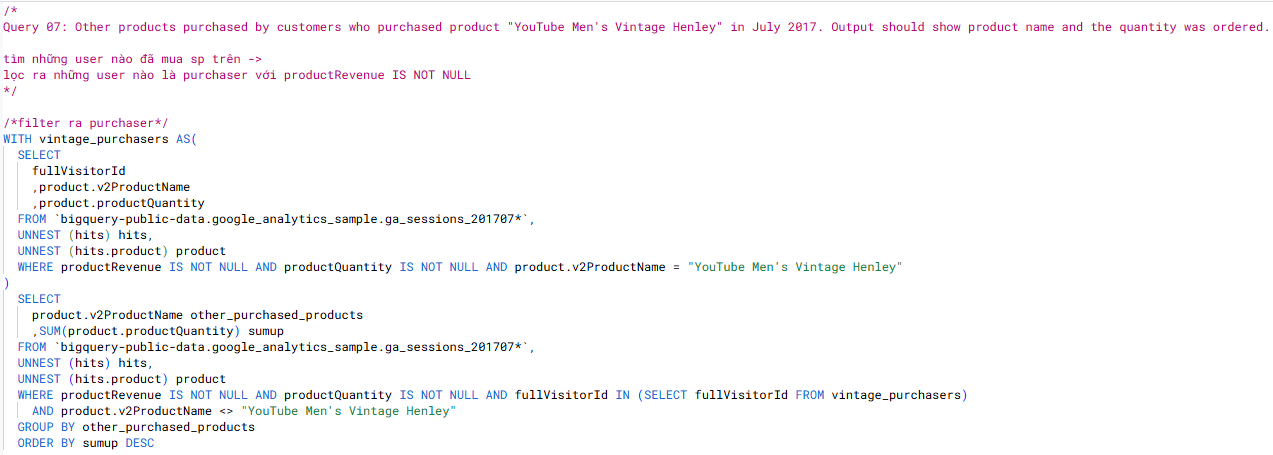 /*
Query 07: Other products purchased by customers who purchased product "YouTube Men's Vintage Henley" in July 2017. Output should show product name and the quantity was ordered.
tìm những user nào đã mua sp trên ->
lọc ra những user nào là purchaser với productRevenue IS NOT NULL
*/
/*filter ra purchaser*/
WITH vintage_purchasers AS(
SELECT
fullVisitorId
,product.v2ProductName
,product.productQuantity
FROM `bigquery-public-data.google_analytics_sample.ga_sessions_201707*`,
UNNEST (hits) hits,
UNNEST (hits.product) product
WHERE productRevenue IS NOT NULL AND productQuantity IS NOT NULL AND product.v2ProductName = "YouTube Men's Vintage Henley"
)
SELECT
product.v2ProductName other_purchased_products
,SUM(product.productQuantity) sumup
FROM `bigquery-public-data.google_analytics_sample.ga_sessions_201707*`,
UNNEST (hits) hits,
UNNEST (hits.product) product
WHERE productRevenue IS NOT NULL AND productQuantity IS NOT NULL AND fullVisitorId IN (SELECT fullVisitorId FROM vintage_purchasers)
AND product.v2ProductName <> "YouTube Men's Vintage Henley"
GROUP BY other_purchased_products
ORDER BY sumup DESC